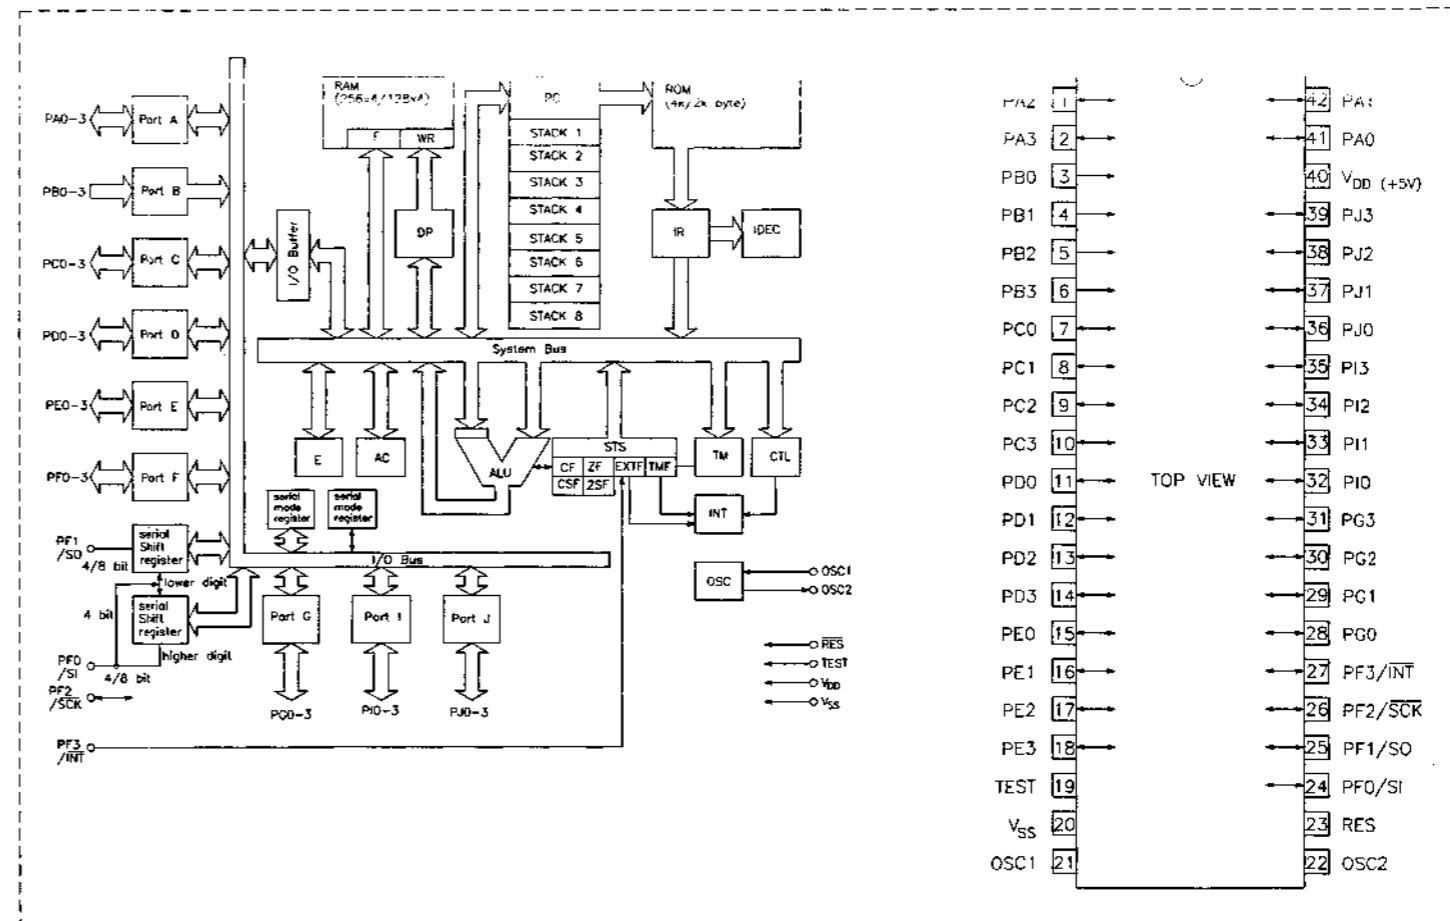 RAM
(256x4/128x4)
F
WR
PC
STACK 1
STACK 2
STACK 3
STACK 4
STACK 5
STACK 6
STACK 7
STACK 8
ROM
(4k/2k byte)
PA0-3
Port A
PB0-3
Port B
PC0-3
Port C
PD0-3
Port D
PE0-3
Port E
PF0-3
Port F
I/O Buffer
DP
IR
IDEC
System Bus
E
AC
ALU
STS
CF
ZF
EXTF
TMF
CSF
ZSF
TM
CTL
INT
serial
mode
register
serial
mode
register
PF1
/SO
4/8 bit
serial
Shift
register
lower digit
4 bit
serial
Shift
register
higher digit
PF0
/SI
4/8 bit
PF2
/SCK
PF3
/INT
I/O Bus
Port G
Port I
Port J
PG0-3
PI0-3
PJ0-3
OSC
OSC1
OSC2
RES
TEST
VDD
VSS
PA2 1
PA3 2
PB0 3
PB1 4
PB2 5
PB3 6
PC0 7
PC1 8
PC2 9
PC3 10
PD0 11
PD1 12
PD2 13
PD3 14
PE0 15
PE1 16
PE2 17
PE3 18
TEST 19
VSS 20
OSC1 21
TOP VIEW
42 PA1
41 PA0
40 VDD (+5V)
39 PJ3
38 PJ2
37 PJ1
36 PJ0
35 PI3
34 PI2
33 PI1
32 PI0
31 PG3
30 PG2
29 PG1
28 PG0
27 PF3/INT
26 PF2/SCK
25 PF1/SO
24 PF0/SI
23 RES
22 OSC2